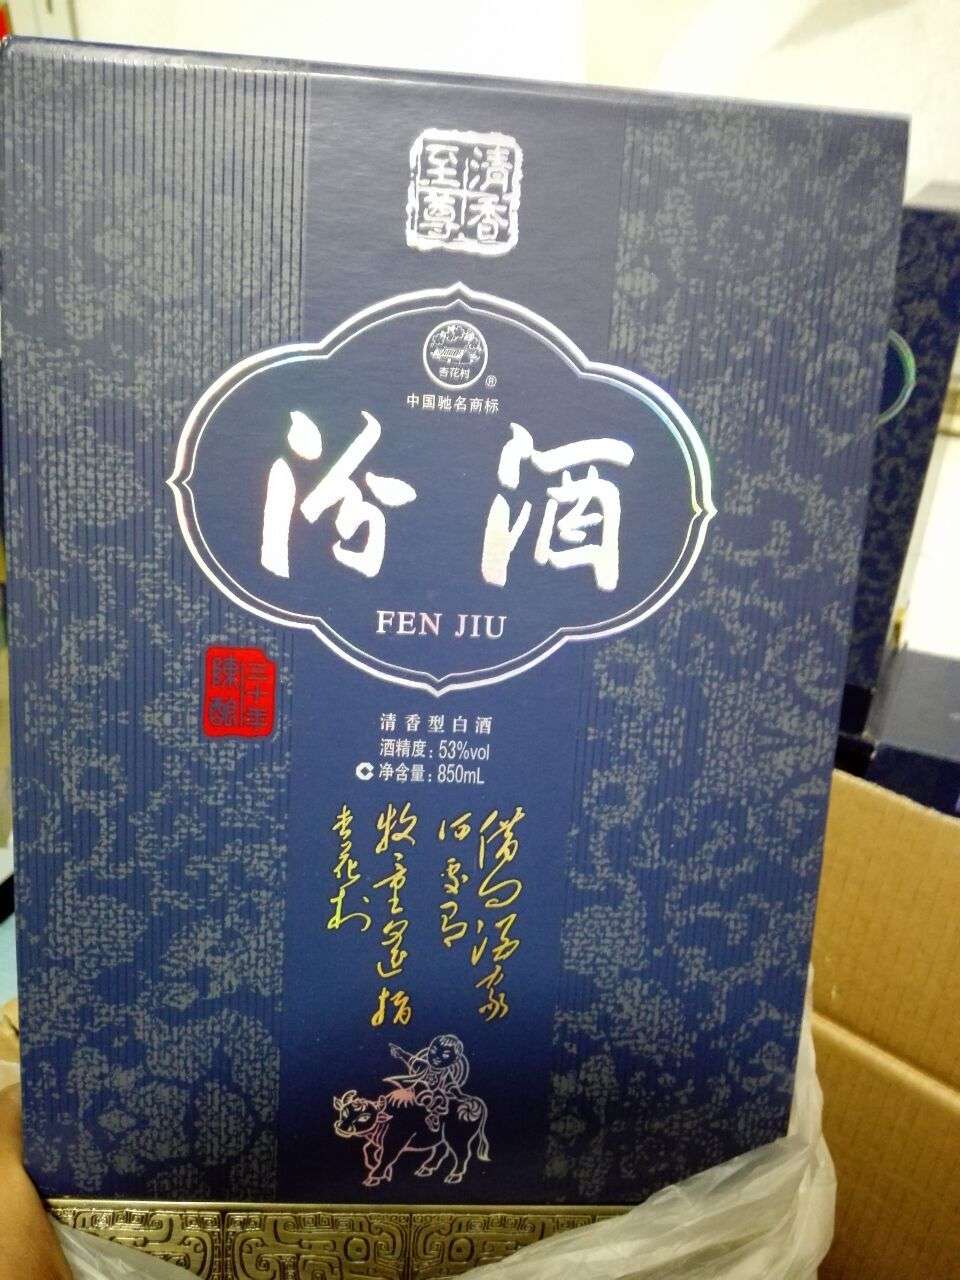 清香至尊
杏花村
®
中国驰名商标
汾酒
FEN JIU
三十年
陳酿
清香型白酒
酒精度：53%vol
净含量：850mL
借问酒家
何处有
牧童遥指
杏花村